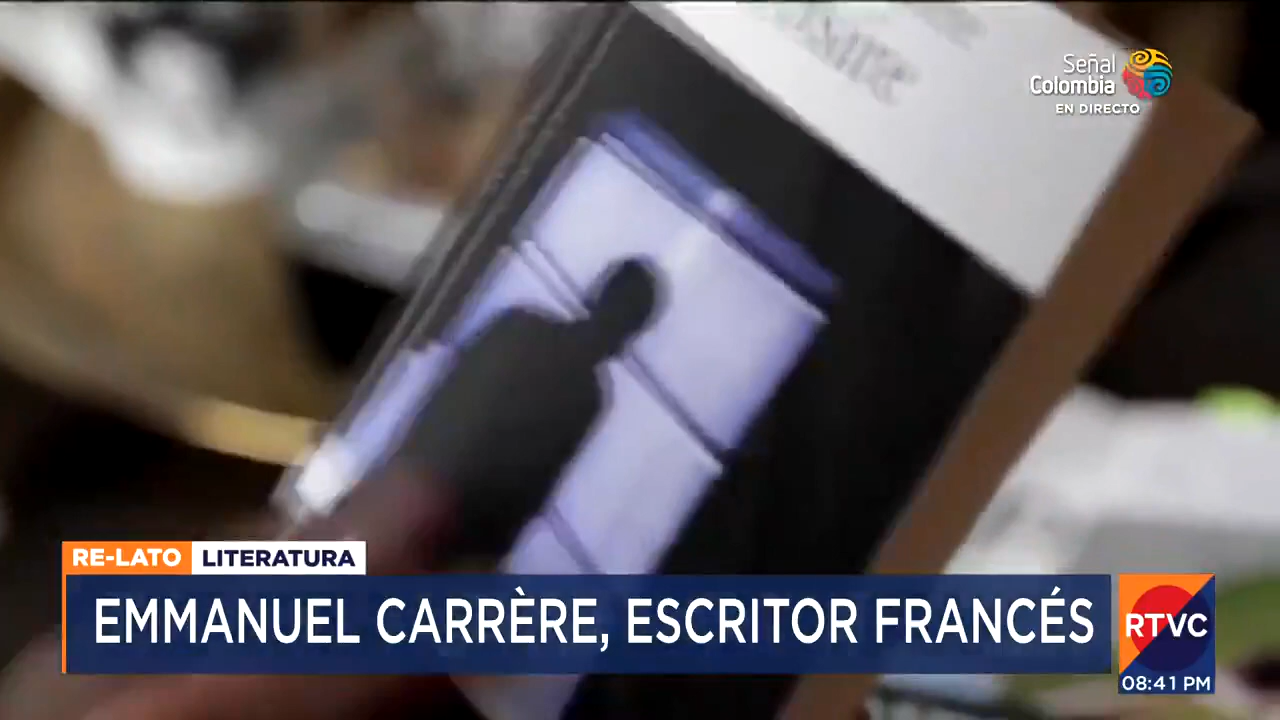 Señal
Colombia
EN DIRECTO
RE-LATO LITERATURA
EMMANUEL CARRÈRE, ESCRITOR FRANCÉS
RTVC
08:41 PM